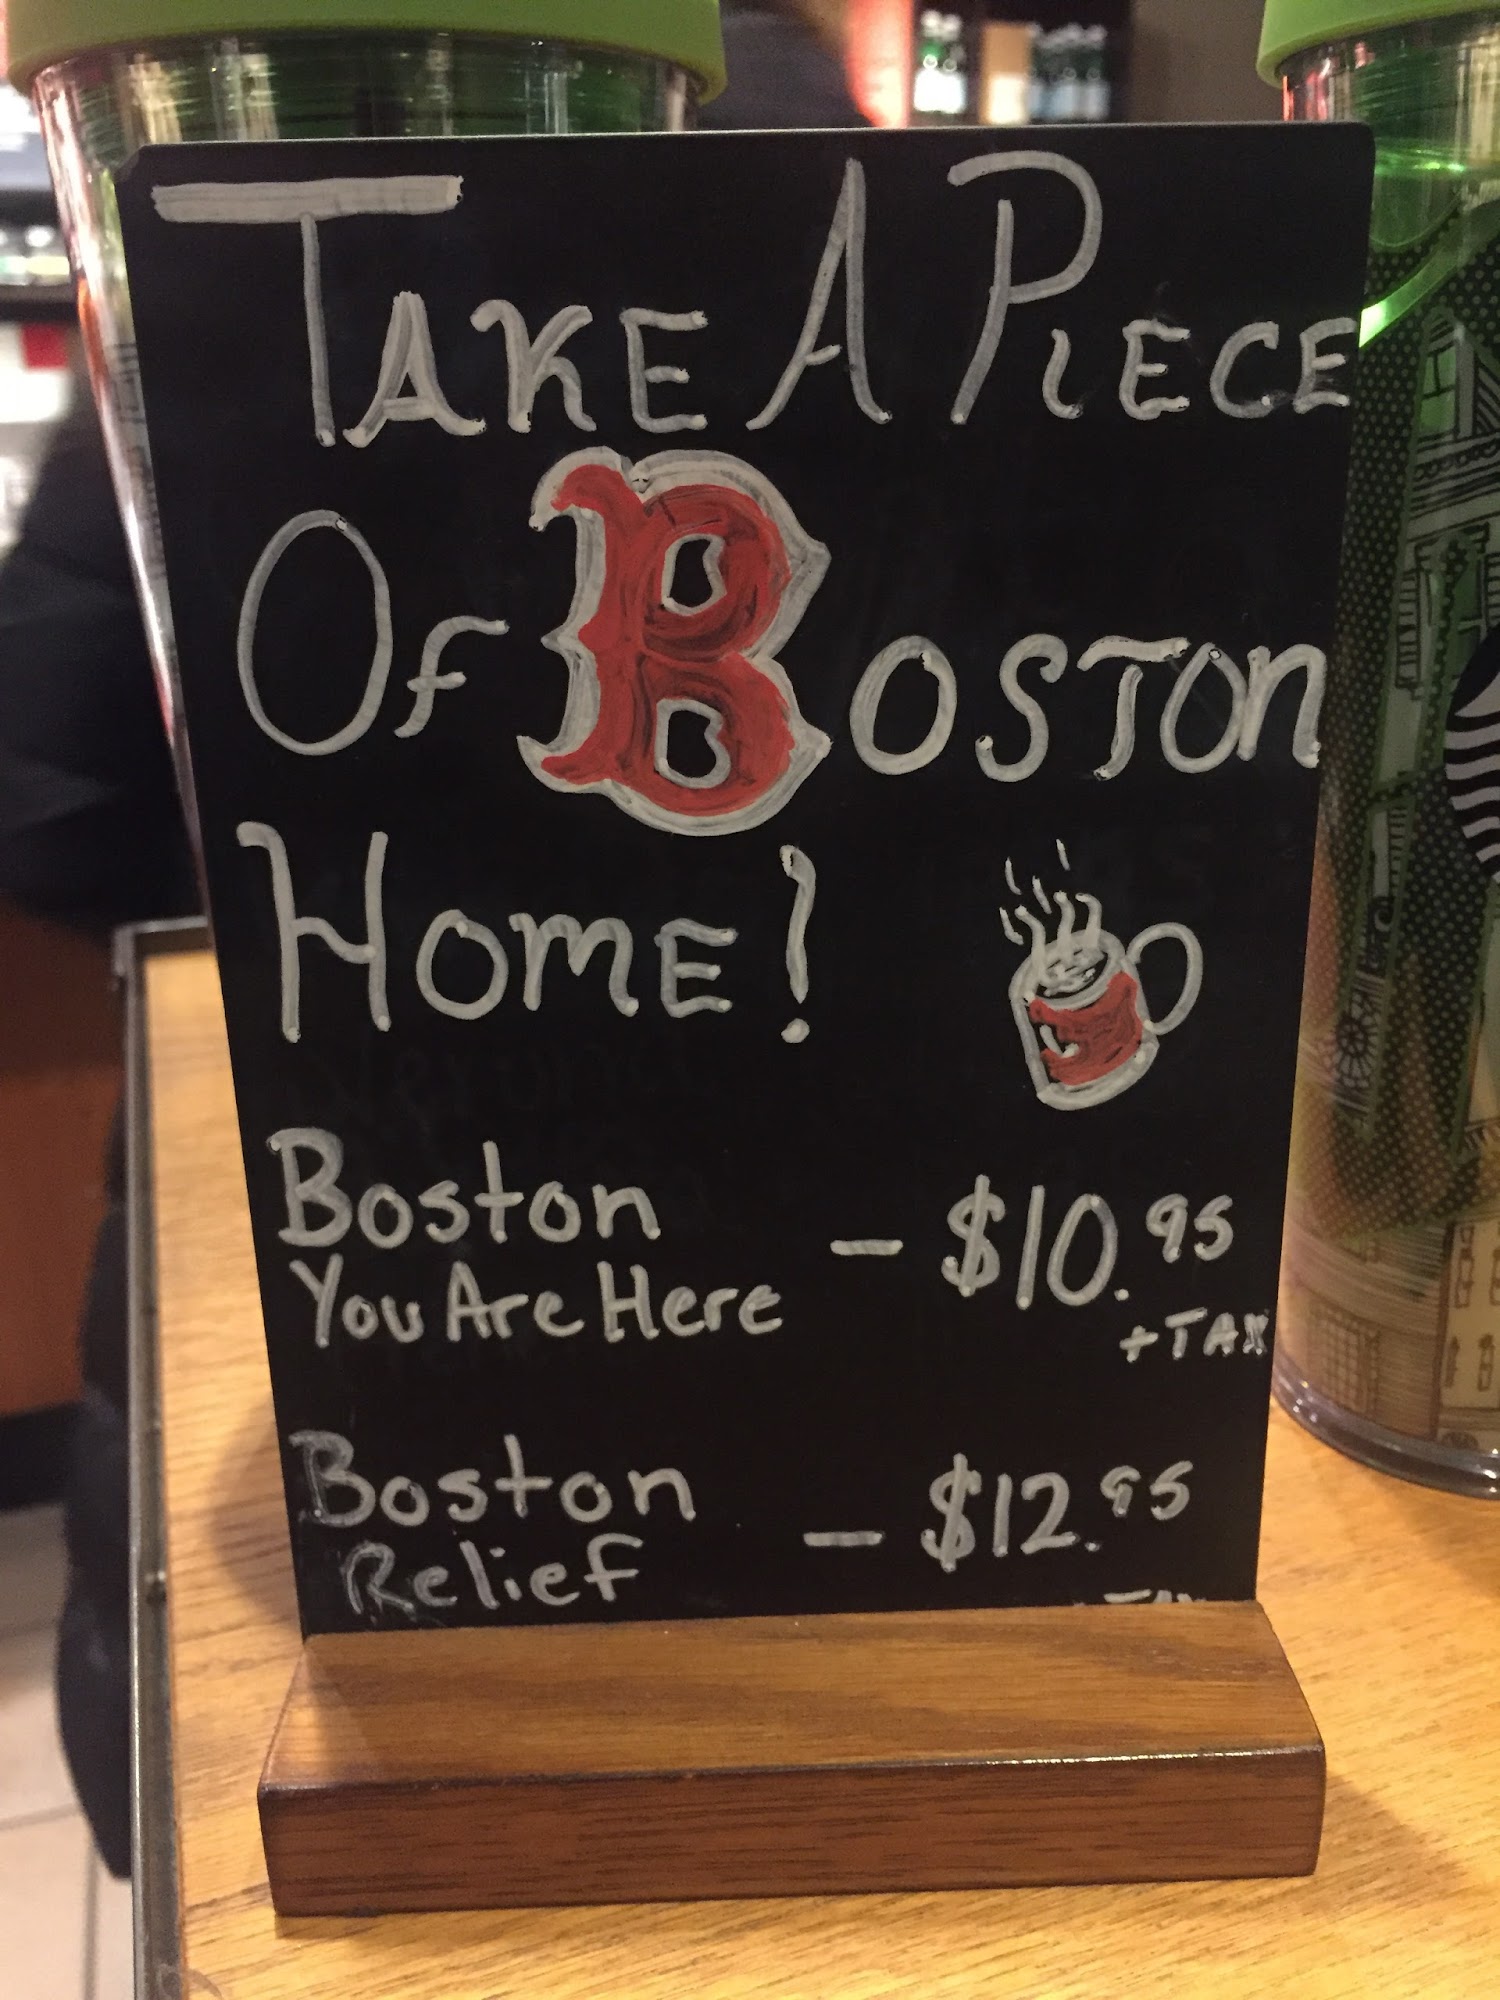 TAKE A PIECE
OF BOSTON
HOME!
Boston
You Are Here - $10.95
+ TAX
Boston
Relief - $12.95